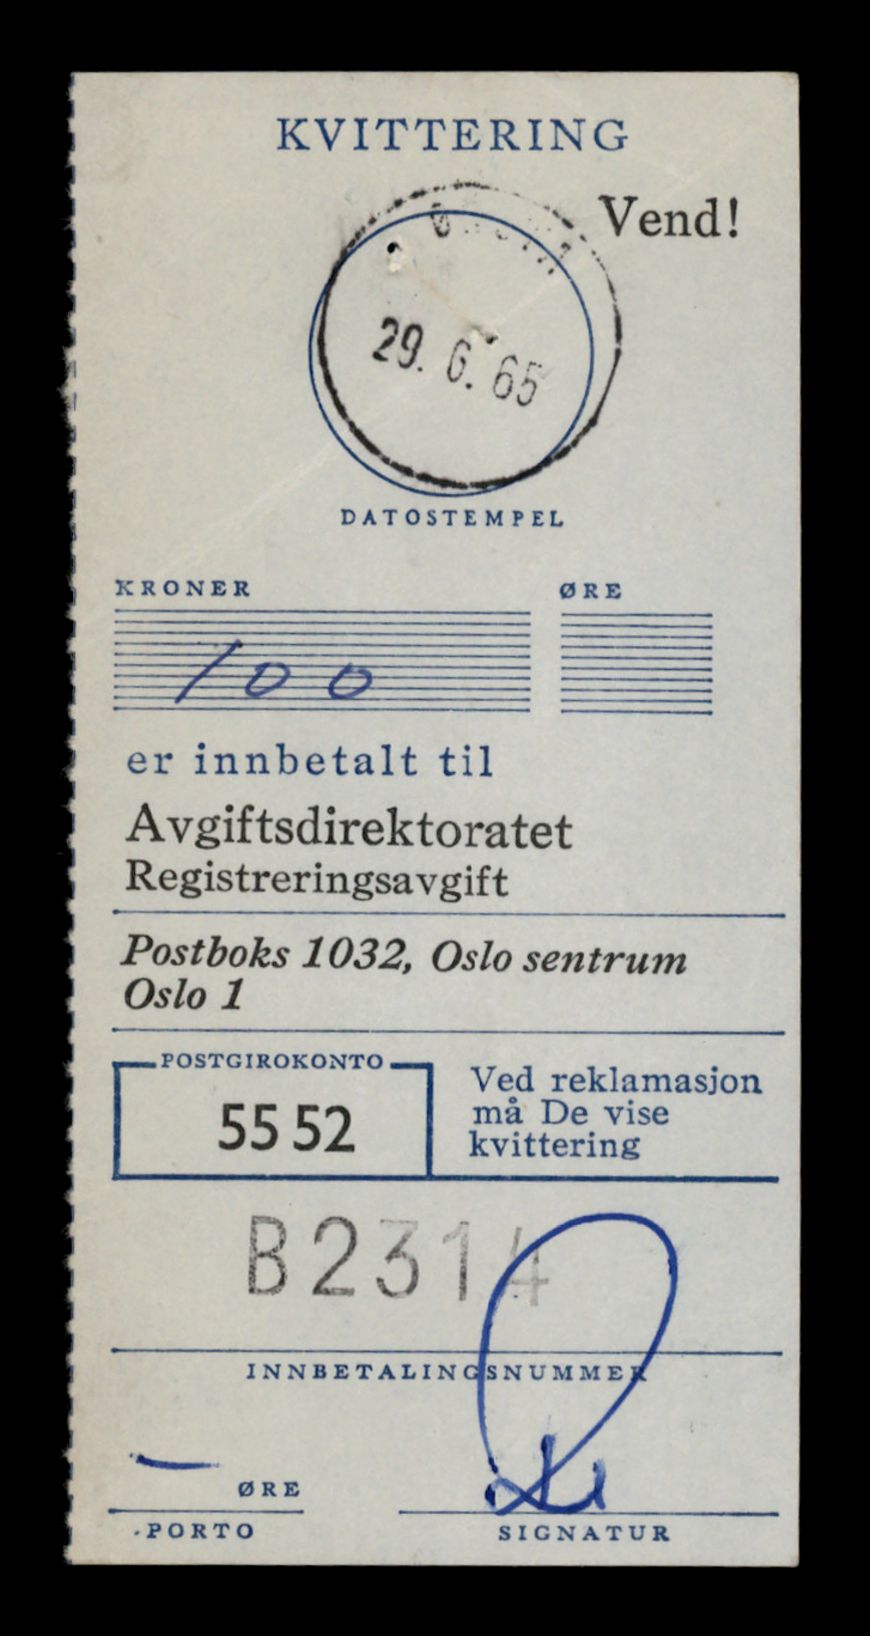 KVITTERING
Vend!
29. 6. 65
DATOSTEMPEL
KRONER ØRE
100
er innbetalt til
Avgiftsdirektoratet
Registreringsavgift
Postboks 1032, Oslo sentrum
Oslo 1
POSTGIROKONTO
55 52
Ved reklamasjon
må De vise
kvittering
B2314
INNBETALINGSNUMMER
— ØRE
PORTO SIGNATUR